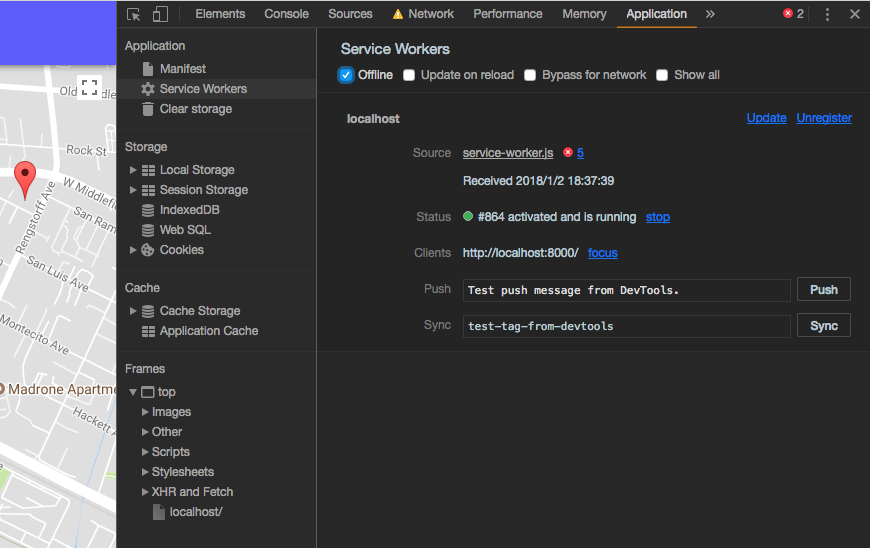 Elements Console Sources Network Performance Memory Application » 2
Application
Manifest
Service Workers
Clear storage
Storage
Local Storage
Session Storage
IndexedDB
Web SQL
Cookies
Cache
Cache Storage
Application Cache
Frames
top
Images
Other
Scripts
Stylesheets
XHR and Fetch
localhost/
Service Workers
Offline Update on reload Bypass for network Show all
localhost Update Unregister
Source service-worker.js 5
Received 2018/1/2 18:37:39
Status #864 activated and is running stop
Clients http://localhost:8000/ focus
Push Test push message from DevTools. Push
Sync test-tag-from-devtools Sync
Rock St
W Middlef
Rengstorff Ave
San Ram
San Luis Ave
Montecito Ave
Madrone Apartme
Hackett A